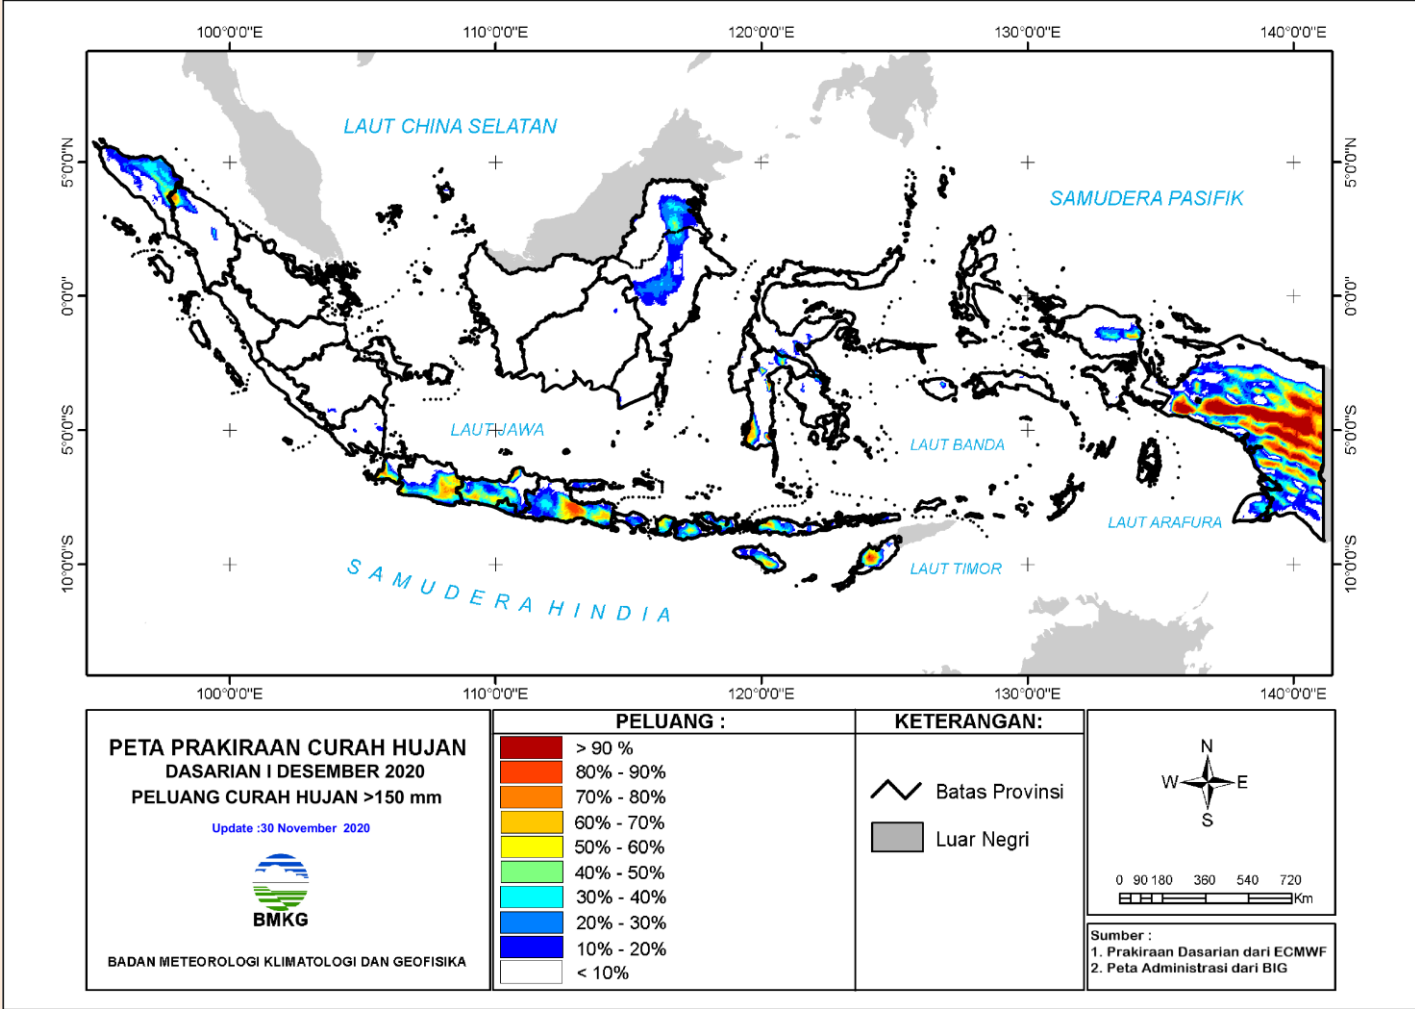 100°0'0"E 110°0'0"E 120°0'0"E 130°0'0"E 140°0'0"E
5°0'0"N 5°0'0"N
0°0'0" 0°0'0"
5°0'0"S 5°0'0"S
10°0'0"S 10°0'0"S
LAUT CHINA SELATAN
SAMUDERA PASIFIK
LAUT JAWA
LAUT BANDA
LAUT ARAFURA
LAUT TIMOR
SAMUDERA HINDIA
100°0'0"E 110°0'0"E 120°0'0"E 130°0'0"E 140°0'0"E
PETA PRAKIRAAN CURAH HUJAN
DASARIAN I DESEMBER 2020
PELUANG CURAH HUJAN >150 mm
Update :30 November 2020
BMKG
BADAN METEOROLOGI KLIMATOLOGI DAN GEOFISIKA
PELUANG :
> 90 %
80% - 90%
70% - 80%
60% - 70%
50% - 60%
40% - 50%
30% - 40%
20% - 30%
10% - 20%
< 10%
KETERANGAN:
Batas Provinsi
Luar Negri
N
W E
S
0 90 180 360 540 720
Km
Sumber :
1. Prakiraan Dasarian dari ECMWF
2. Peta Administrasi dari BIG